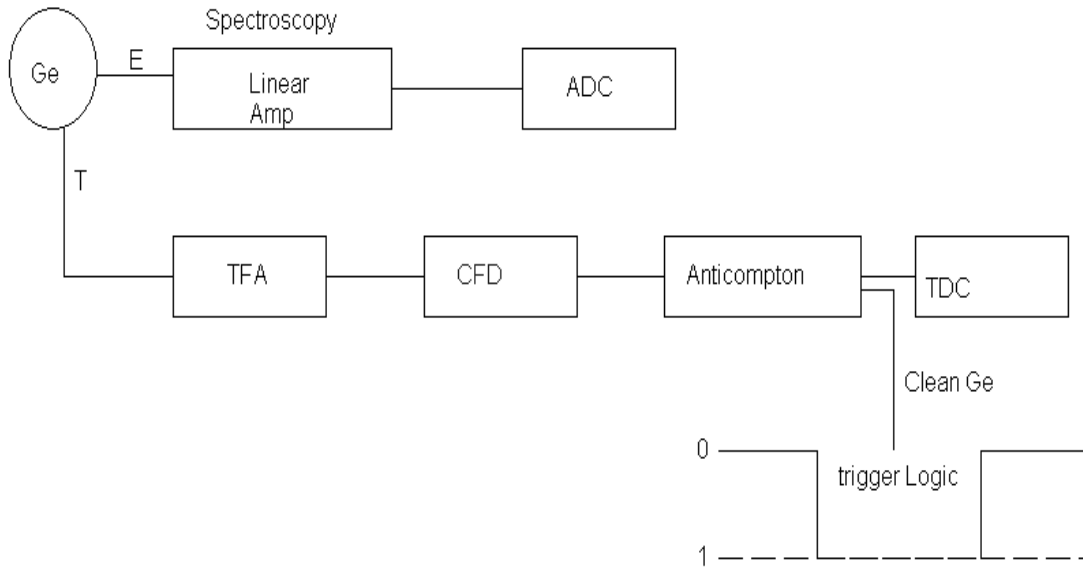 Spectroscopy
Ge
E
Linear
Amp
ADC
T
TFA
CFD
Anticompton
TDC
Clean Ge
0
trigger Logic
1